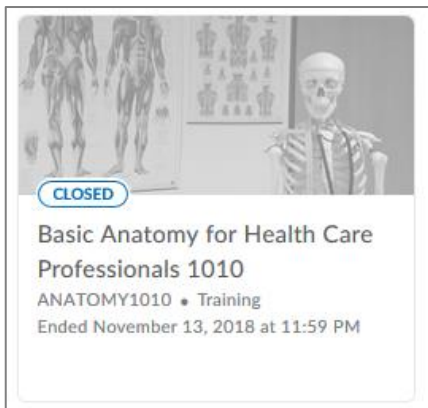 CLOSED
Basic Anatomy for Health Care
Professionals 1010
ANATOMY1010 • Training
Ended November 13, 2018 at 11:59 PM